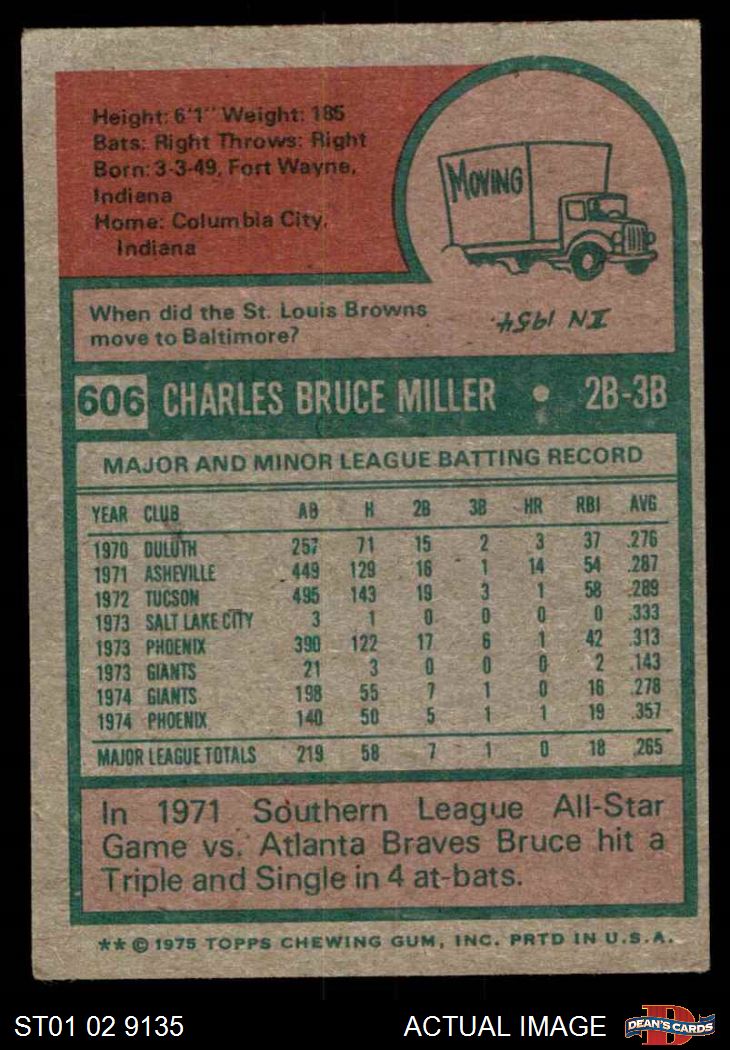 Height: 6'1" Weight: 185
Bats: Right Throws: Right
Born: 3-3-49, Fort Wayne,
Indiana
Home: Columbia City,
Indiana
MOVING
When did the St. Louis Browns
move to Baltimore?
IN 1954.
606 CHARLES BRUCE MILLER • 2B-3B
MAJOR AND MINOR LEAGUE BATTING RECORD
YEAR CLUB AB H 2B 3B HR RBI AVG
1970 DULUTH 257 71 15 2 3 37 .276
1971 ASHEVILLE 449 129 16 1 14 54 .287
1972 TUCSON 495 143 19 3 1 58 .289
1973 SALT LAKE CITY 3 1 0 0 0 0 .333
1973 PHOENIX 390 122 17 6 1 42 .313
1973 GIANTS 21 3 0 0 0 2 .143
1974 GIANTS 198 55 7 1 0 16 .278
1974 PHOENIX 140 50 5 1 1 19 .357
MAJOR LEAGUE TOTALS 219 58 7 1 0 18 .265
In 1971 Southern League All-Star
Game vs. Atlanta Braves Bruce hit a
Triple and Single in 4 at-bats.
** © 1975 TOPPS CHEWING GUM, INC. PRTD IN U.S.A.
ST01 02 9135 ACTUAL IMAGE D DEAN'S CARDS